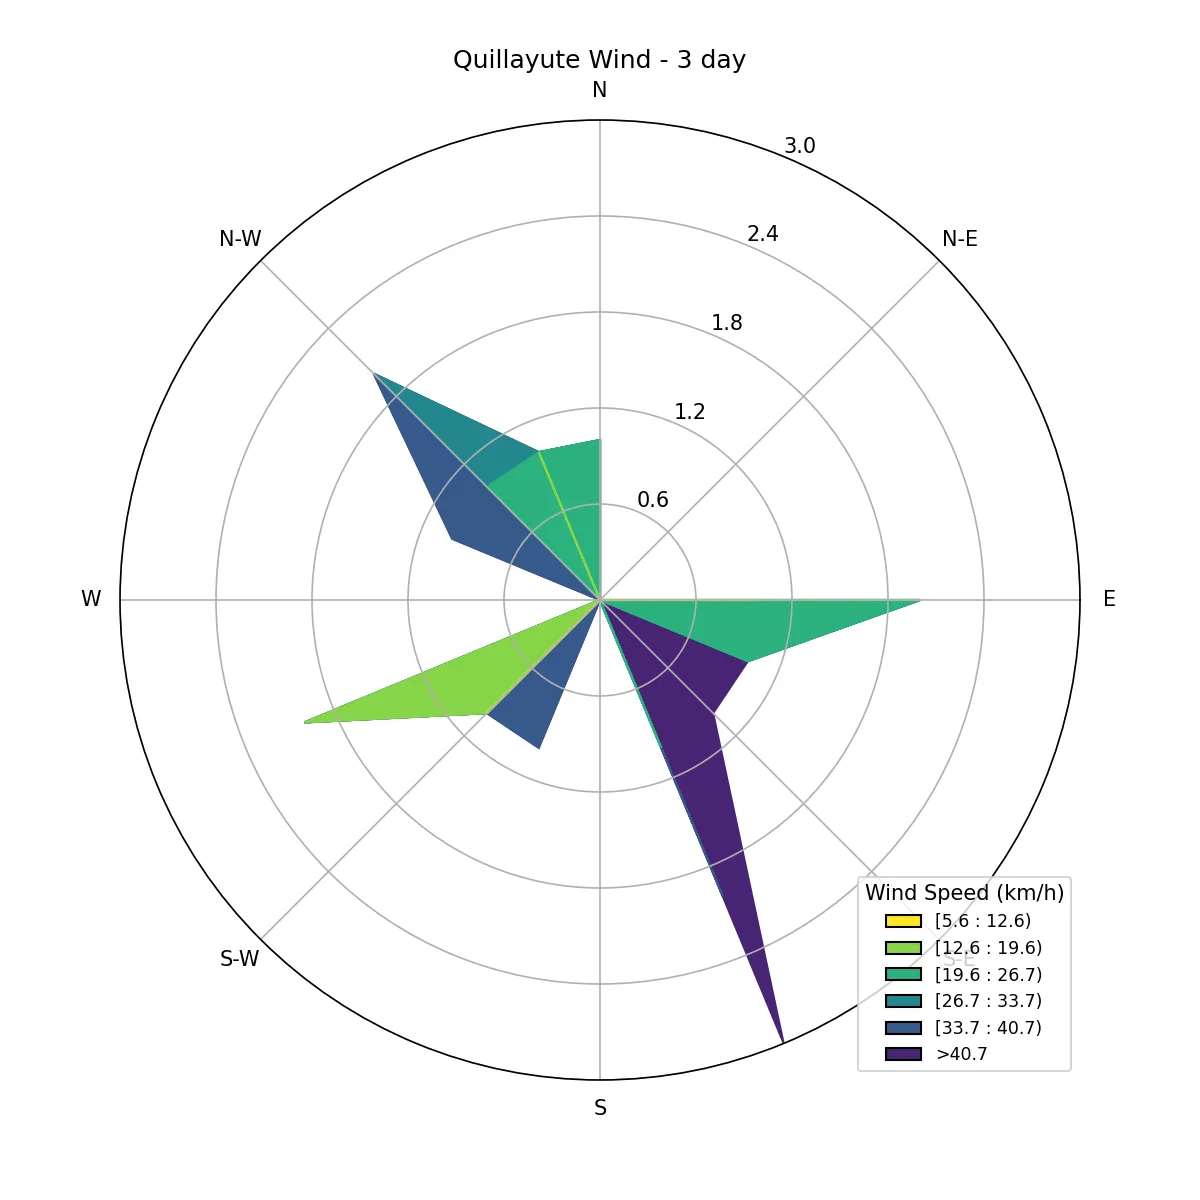 Quillayute Wind - 3 day
N
3.0
N-W
2.4
N-E
1.8
1.2
0.6
W
E
S-W
S-E
S
Wind Speed (km/h)
[5.6 : 12.6)
[12.6 : 19.6)
[19.6 : 26.7)
[26.7 : 33.7)
[33.7 : 40.7)
>40.7